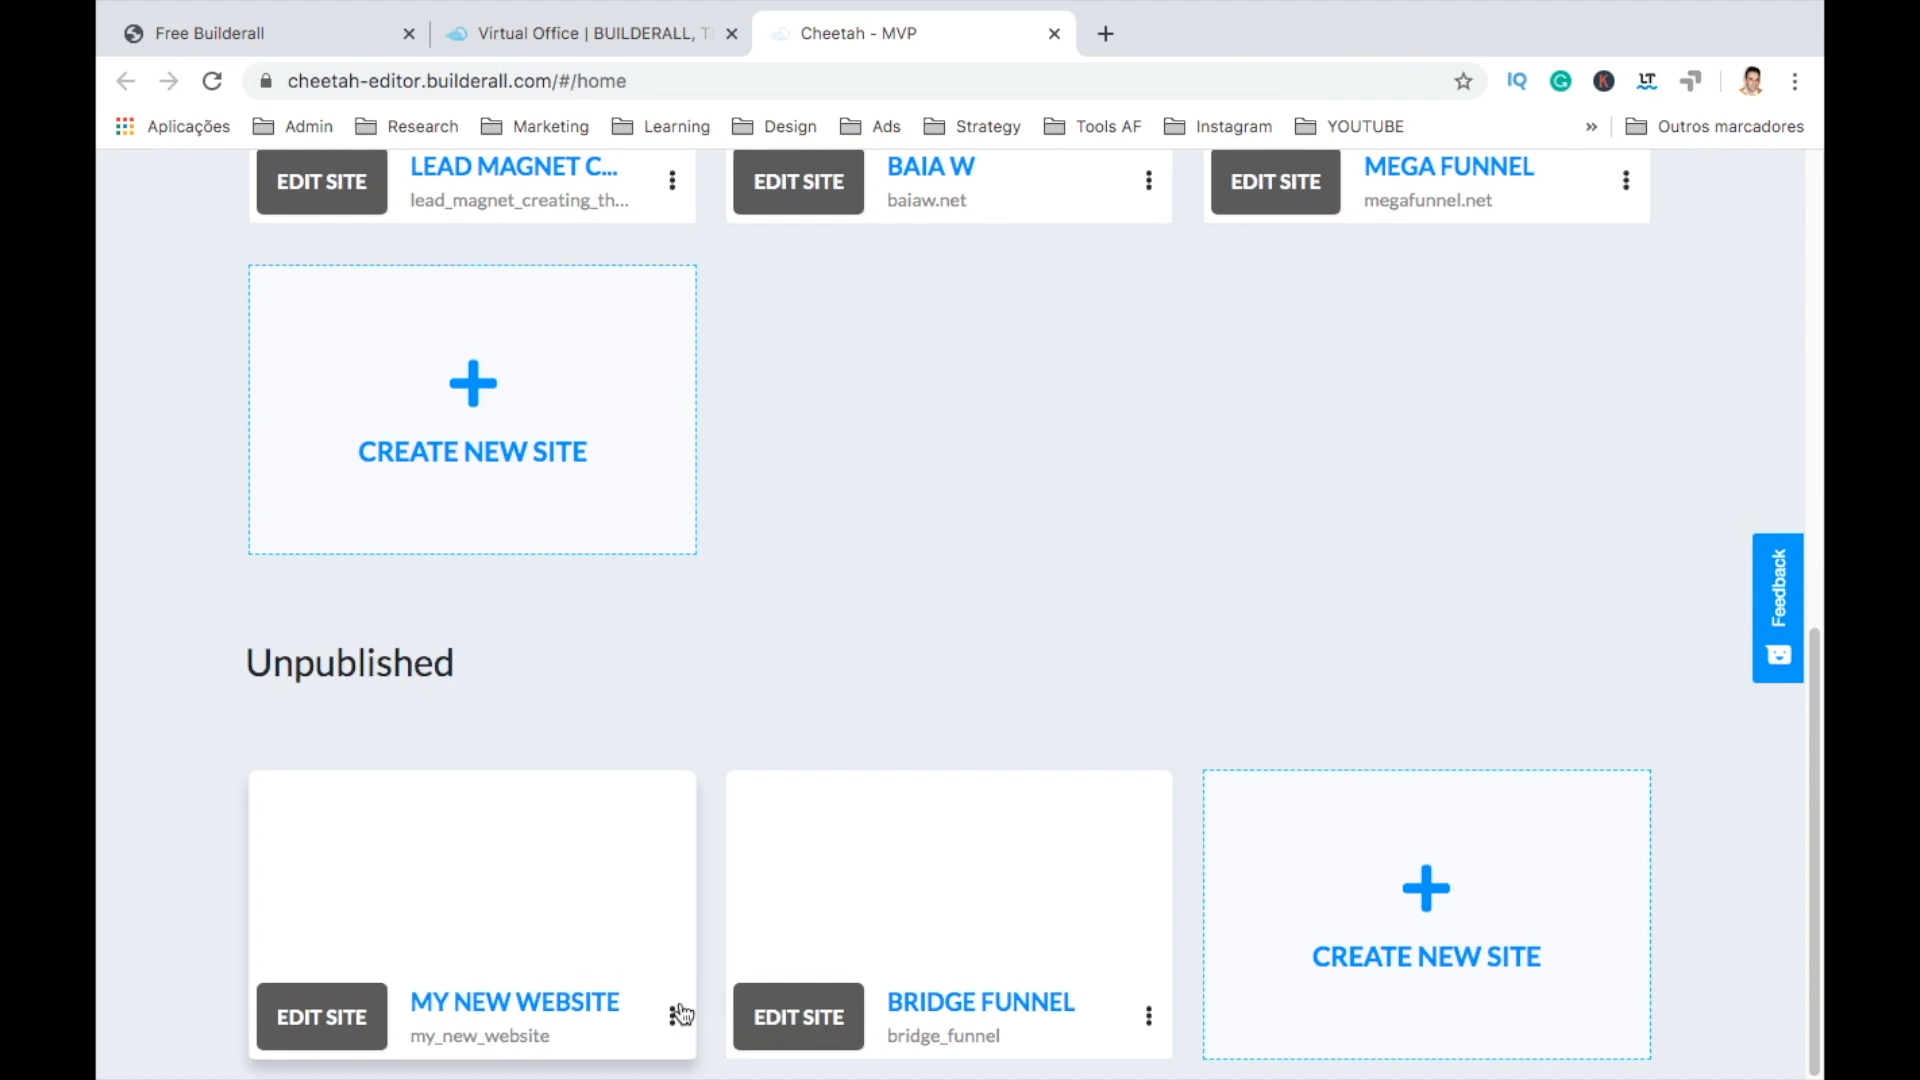 Free Builderall
Virtual Office | BUILDERALL, T
Cheetah - MVP
cheetah-editor.builderall.com/#/home
IQ
G
K
LT
Aplicações
Admin
Research
Marketing
Learning
Design
Ads
Strategy
Tools AF
Instagram
YOUTUBE
»
Outros marcadores
EDIT SITE
LEAD MAGNET C...
lead_magnet_creating_th...
EDIT SITE
BAIA W
baiaw.net
EDIT SITE
MEGA FUNNEL
megafunnel.net
CREATE NEW SITE
Feedback
Unpublished
EDIT SITE
MY NEW WEBSITE
my_new_website
EDIT SITE
BRIDGE FUNNEL
bridge_funnel
CREATE NEW SITE